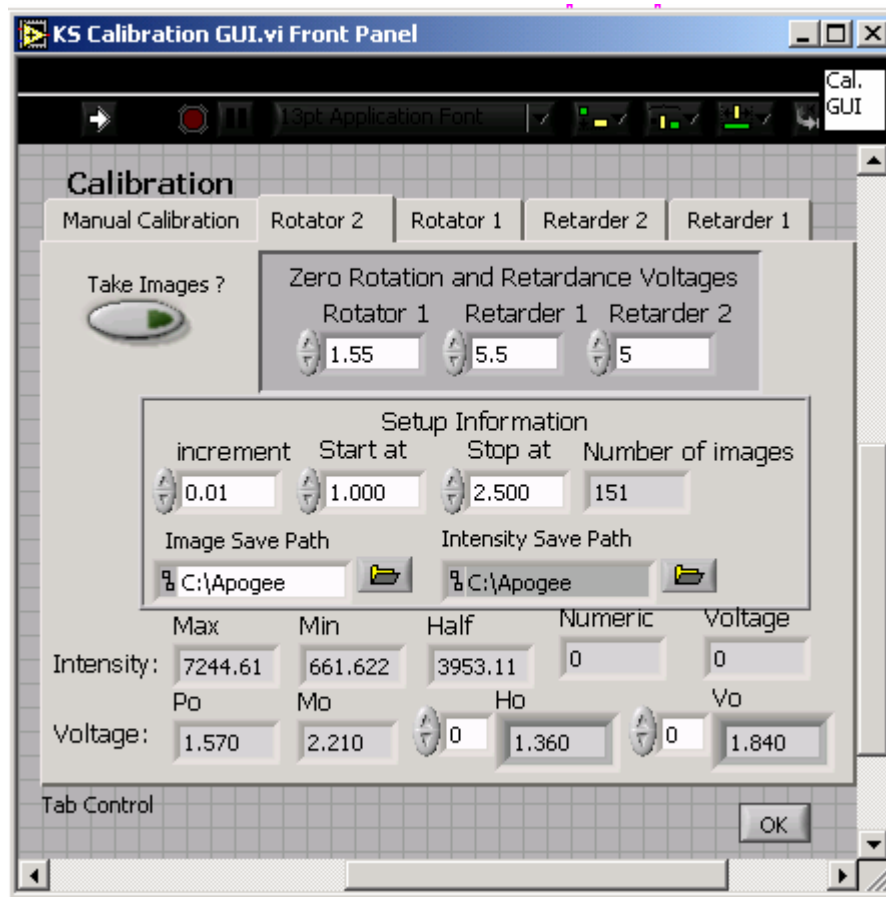 KS Calibration GUI.vi Front Panel
Cal.
GUI
13pt Application Font
Calibration
Manual Calibration Rotator 2 Rotator 1 Retarder 2 Retarder 1
Take Images ?
Zero Rotation and Retardance Voltages
Rotator 1 Retarder 1 Retarder 2
1.55 5.5 5
Setup Information
increment Start at Stop at Number of images
0.01 1.000 2.500 151
Image Save Path Intensity Save Path
C:\Apogee C:\Apogee
Max Min Half Numeric Voltage
Intensity: 7244.61 661.622 3953.11 0 0
Po Mo Ho Vo
Voltage: 1.570 2.210 0 1.360 0 1.840
Tab Control
OK